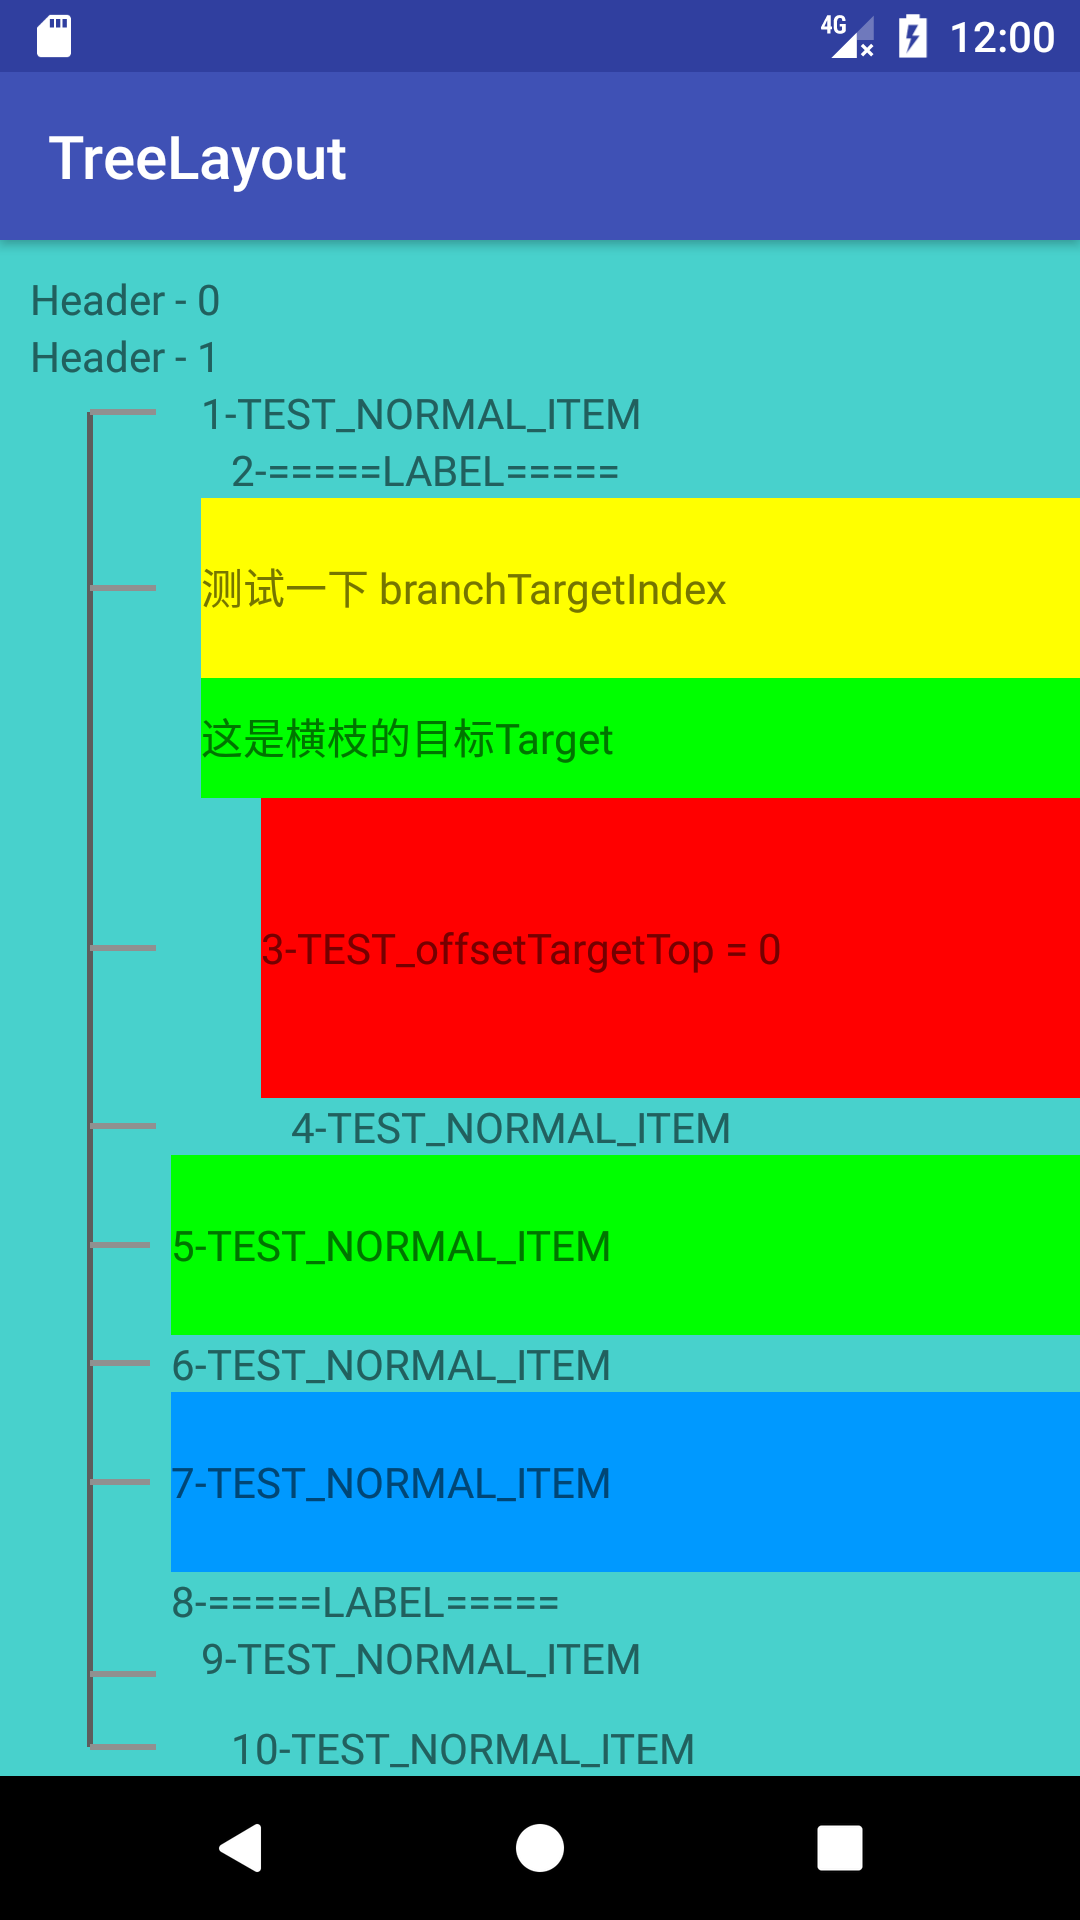 4G 12:00
TreeLayout
Header - 0
Header - 1
1-TEST_NORMAL_ITEM
2-=====LABEL=====
测试一下 branchTargetIndex
这是横枝的目标Target
3-TEST_offsetTargetTop = 0
4-TEST_NORMAL_ITEM
5-TEST_NORMAL_ITEM
6-TEST_NORMAL_ITEM
7-TEST_NORMAL_ITEM
8-=====LABEL=====
9-TEST_NORMAL_ITEM
10-TEST_NORMAL_ITEM